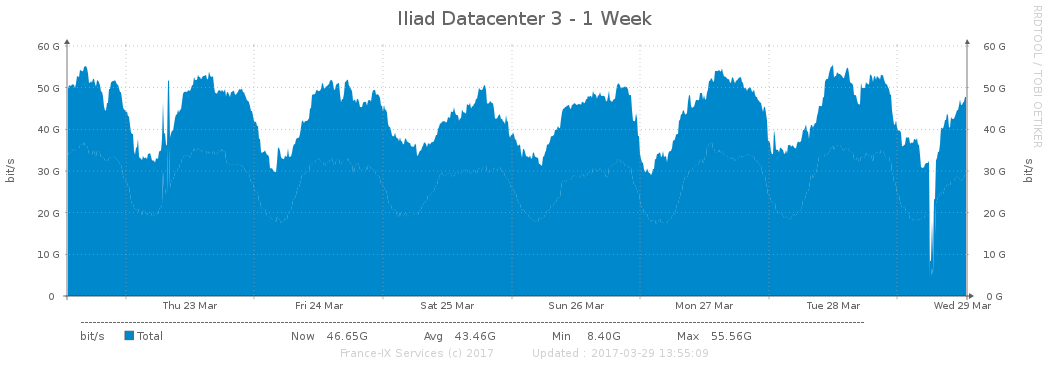 Iliad Datacenter 3 - 1 Week
RRDTOOL / TOBI OETIKER
60 G 60 G
50 G 50 G
40 G 40 G
30 G 30 G
20 G 20 G
10 G 10 G
0 0 G
bit/s bit/s
Thu 23 Mar Fri 24 Mar Sat 25 Mar Sun 26 Mar Mon 27 Mar Tue 28 Mar Wed 29 Mar
bit/s Total Now 46.65G Avg 43.46G Min 8.40G Max 55.56G
France-IX Services (c) 2017 Updated : 2017-03-29 13:55:09